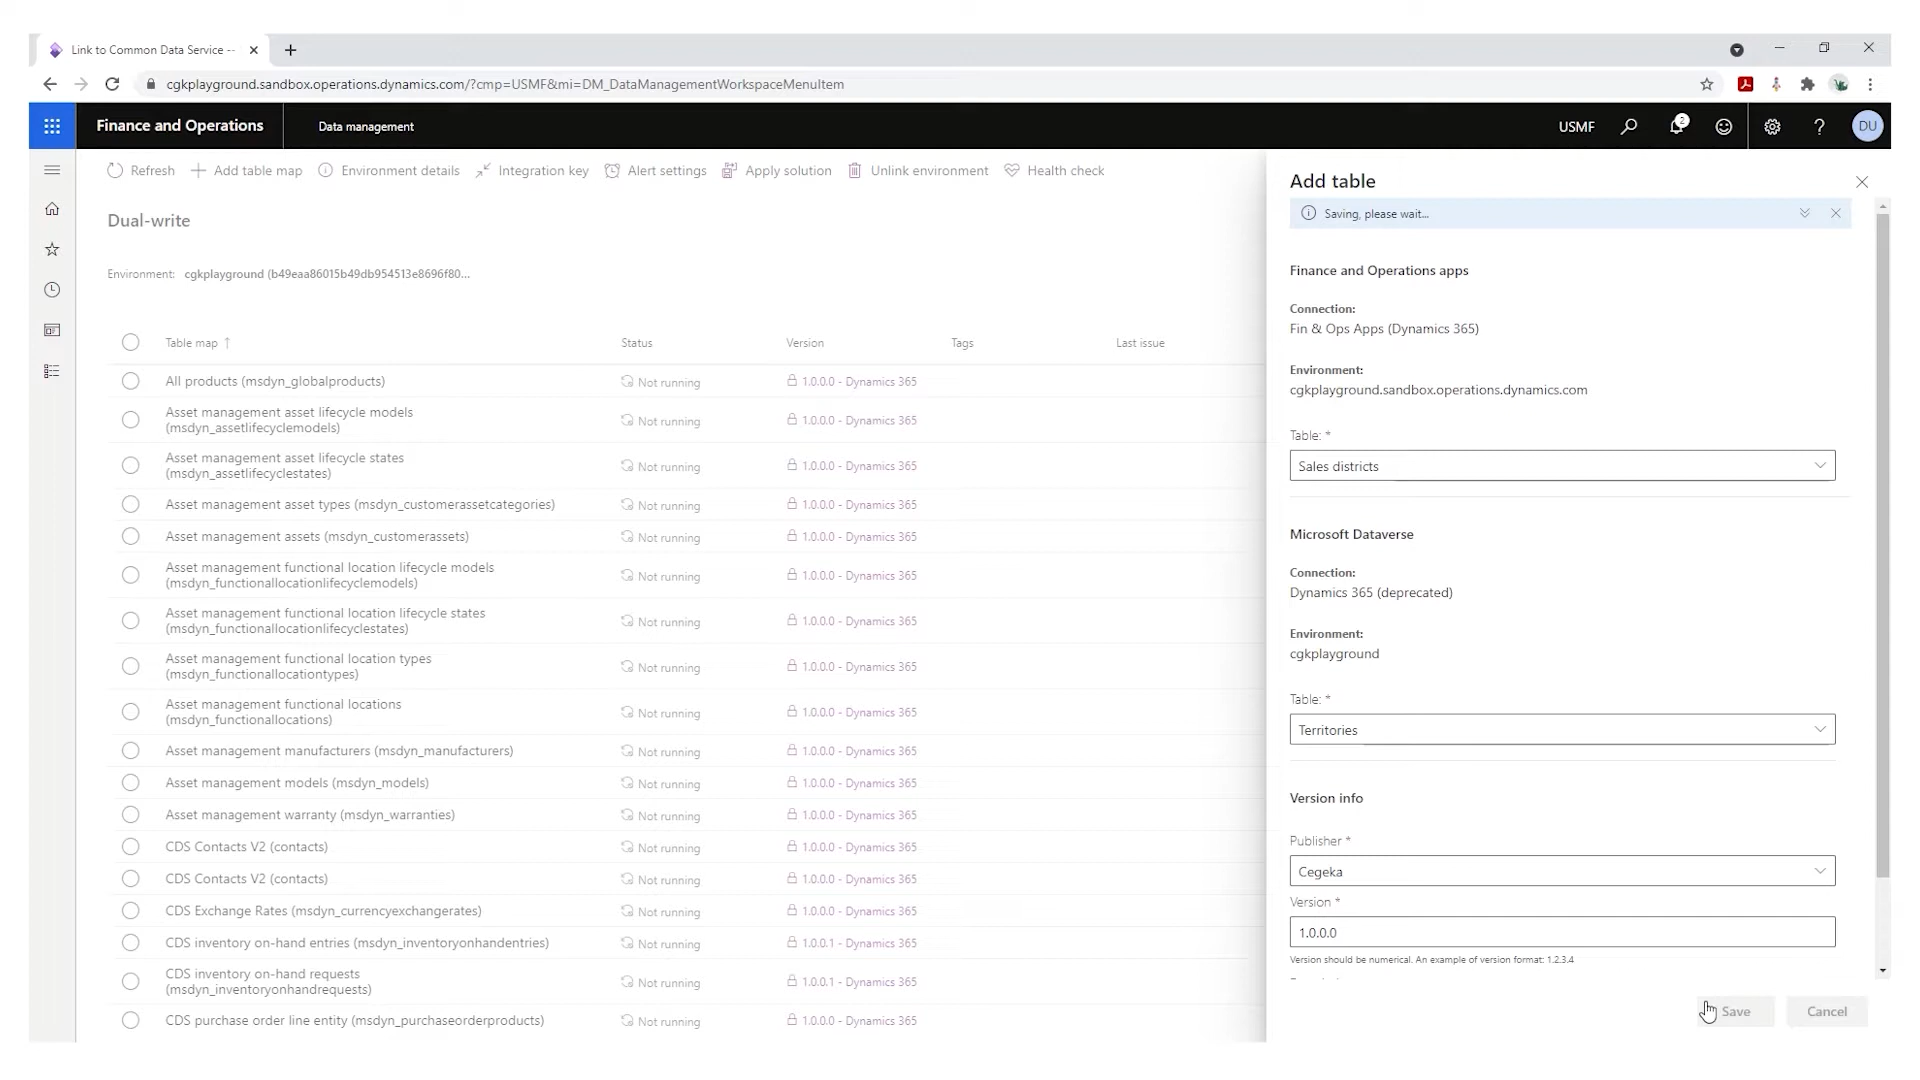 Link to Common Data Service --
cgkplayground.sandbox.operations.dynamics.com/?cmp=USMF&mi=DM_DataManagementWorkspaceMenuItem
Finance and Operations
Data management
USMF
2
DU
Refresh
Add table map
Environment details
Integration key
Alert settings
Apply solution
Unlink environment
Health check
Dual-write
Environment: cgkplayground (b49eaa86015b49db954513e8696f80...
Table map ↑ Status Version Tags Last issue
All products (msdyn_globalproducts) Not running 1.0.0.0 - Dynamics 365
Asset management asset lifecycle models
(msdyn_assetlifecyclemodels) Not running 1.0.0.0 - Dynamics 365
Asset management asset lifecycle states
(msdyn_assetlifecyclestates) Not running 1.0.0.0 - Dynamics 365
Asset management asset types (msdyn_customerassetcategories) Not running 1.0.0.0 - Dynamics 365
Asset management assets (msdyn_customerassets) Not running 1.0.0.0 - Dynamics 365
Asset management functional location lifecycle models
(msdyn_functionallocationlifecyclemodels) Not running 1.0.0.0 - Dynamics 365
Asset management functional location lifecycle states
(msdyn_functionallocationlifecyclestates) Not running 1.0.0.0 - Dynamics 365
Asset management functional location types
(msdyn_functionallocationtypes) Not running 1.0.0.0 - Dynamics 365
Asset management functional locations
(msdyn_functionallocations) Not running 1.0.0.0 - Dynamics 365
Asset management manufacturers (msdyn_manufacturers) Not running 1.0.0.0 - Dynamics 365
Asset management models (msdyn_models) Not running 1.0.0.0 - Dynamics 365
Asset management warranty (msdyn_warranties) Not running 1.0.0.0 - Dynamics 365
CDS Contacts V2 (contacts) Not running 1.0.0.0 - Dynamics 365
CDS Contacts V2 (contacts) Not running 1.0.0.0 - Dynamics 365
CDS Exchange Rates (msdyn_currencyexchangerates) Not running 1.0.0.0 - Dynamics 365
CDS inventory on-hand entries (msdyn_inventoryonhandentries) Not running 1.0.0.1 - Dynamics 365
CDS inventory on-hand requests
(msdyn_inventoryonhandrequests) Not running 1.0.0.1 - Dynamics 365
CDS purchase order line entity (msdyn_purchaseorderproducts) Not running 1.0.0.0 - Dynamics 365
Add table
Saving, please wait...
Finance and Operations apps
Connection:
Fin & Ops Apps (Dynamics 365)
Environment:
cgkplayground.sandbox.operations.dynamics.com
Table: *
Sales districts
Microsoft Dataverse
Connection:
Dynamics 365 (deprecated)
Environment:
cgkplayground
Table: *
Territories
Version info
Publisher *
Cegeka
Version *
1.0.0.0
Version should be numerical. An example of version format: 1.2.3.4
Save
Cancel